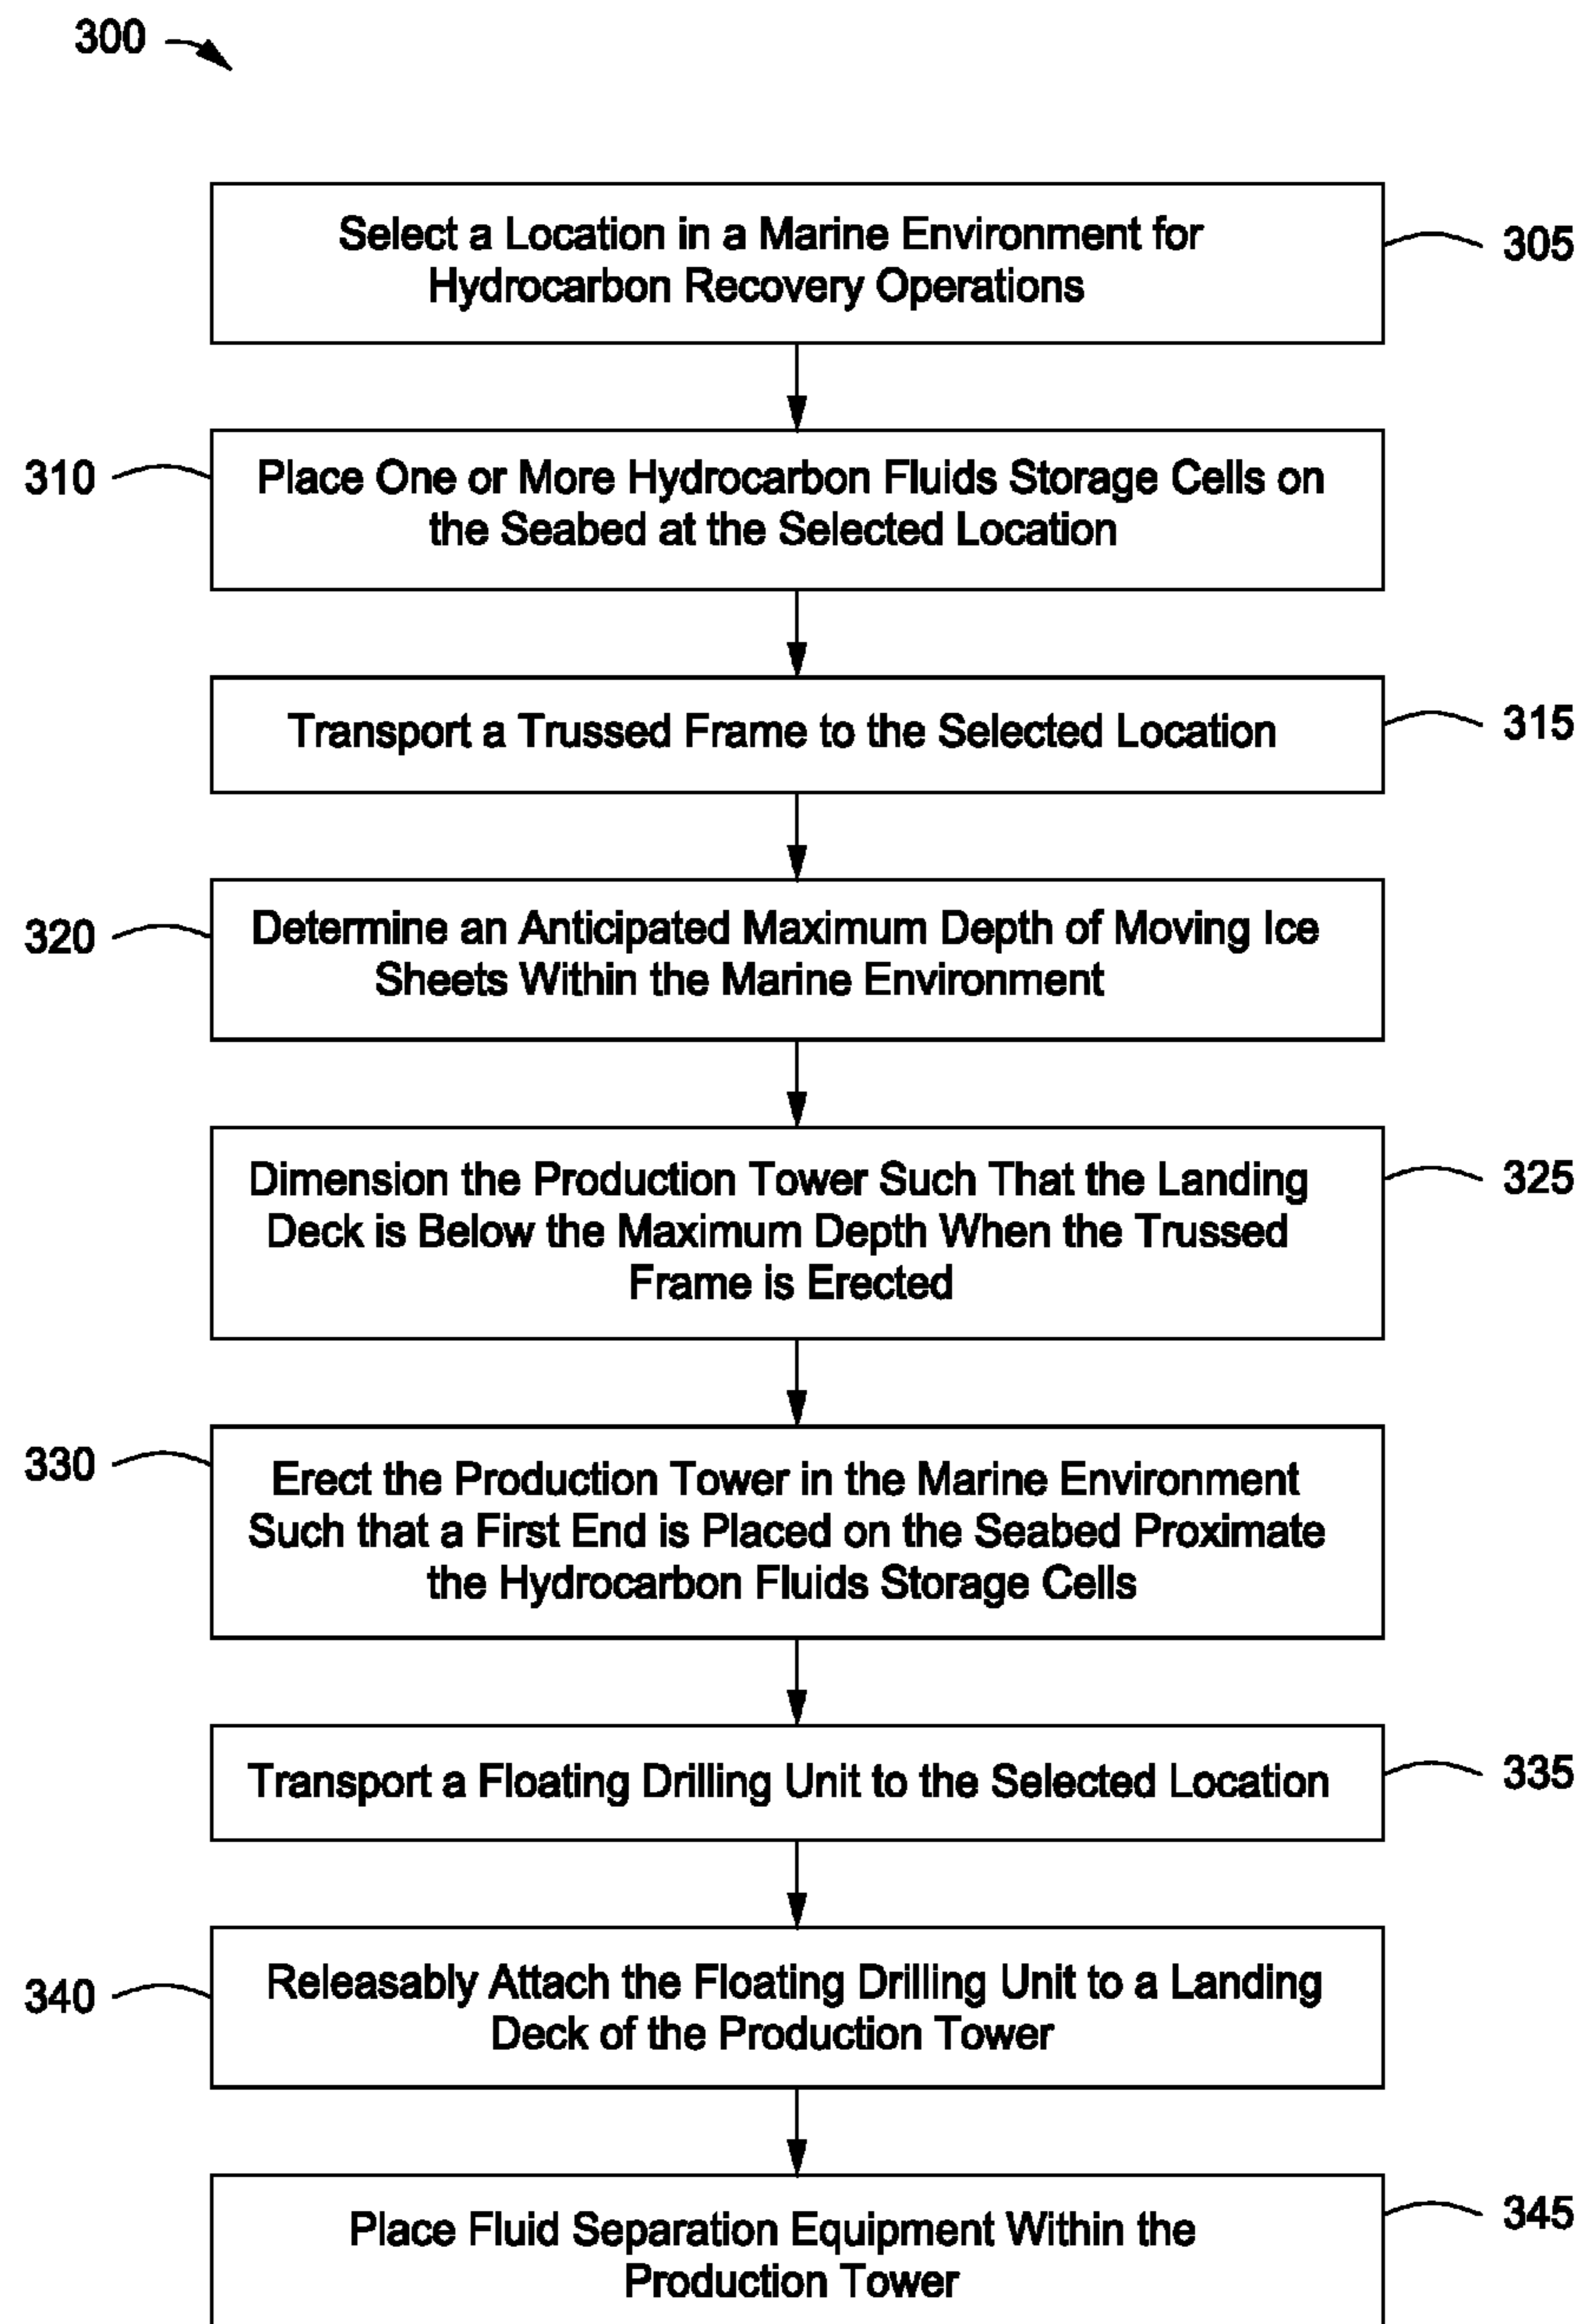 300
Select a Location in a Marine Environment for
Hydrocarbon Recovery Operations
305
310
Place One or More Hydrocarbon Fluids Storage Cells on
the Seabed at the Selected Location
Transport a Trussed Frame to the Selected Location
315
320
Determine an Anticipated Maximum Depth of Moving Ice
Sheets Within the Marine Environment
Dimension the Production Tower Such That the Landing
Deck is Below the Maximum Depth When the Trussed
Frame is Erected
325
330
Erect the Production Tower in the Marine Environment
Such that a First End is Placed on the Seabed Proximate
the Hydrocarbon Fluids Storage Cells
Transport a Floating Drilling Unit to the Selected Location
335
340
Releasably Attach the Floating Drilling Unit to a Landing
Deck of the Production Tower
Place Fluid Separation Equipment Within the
Production Tower
345